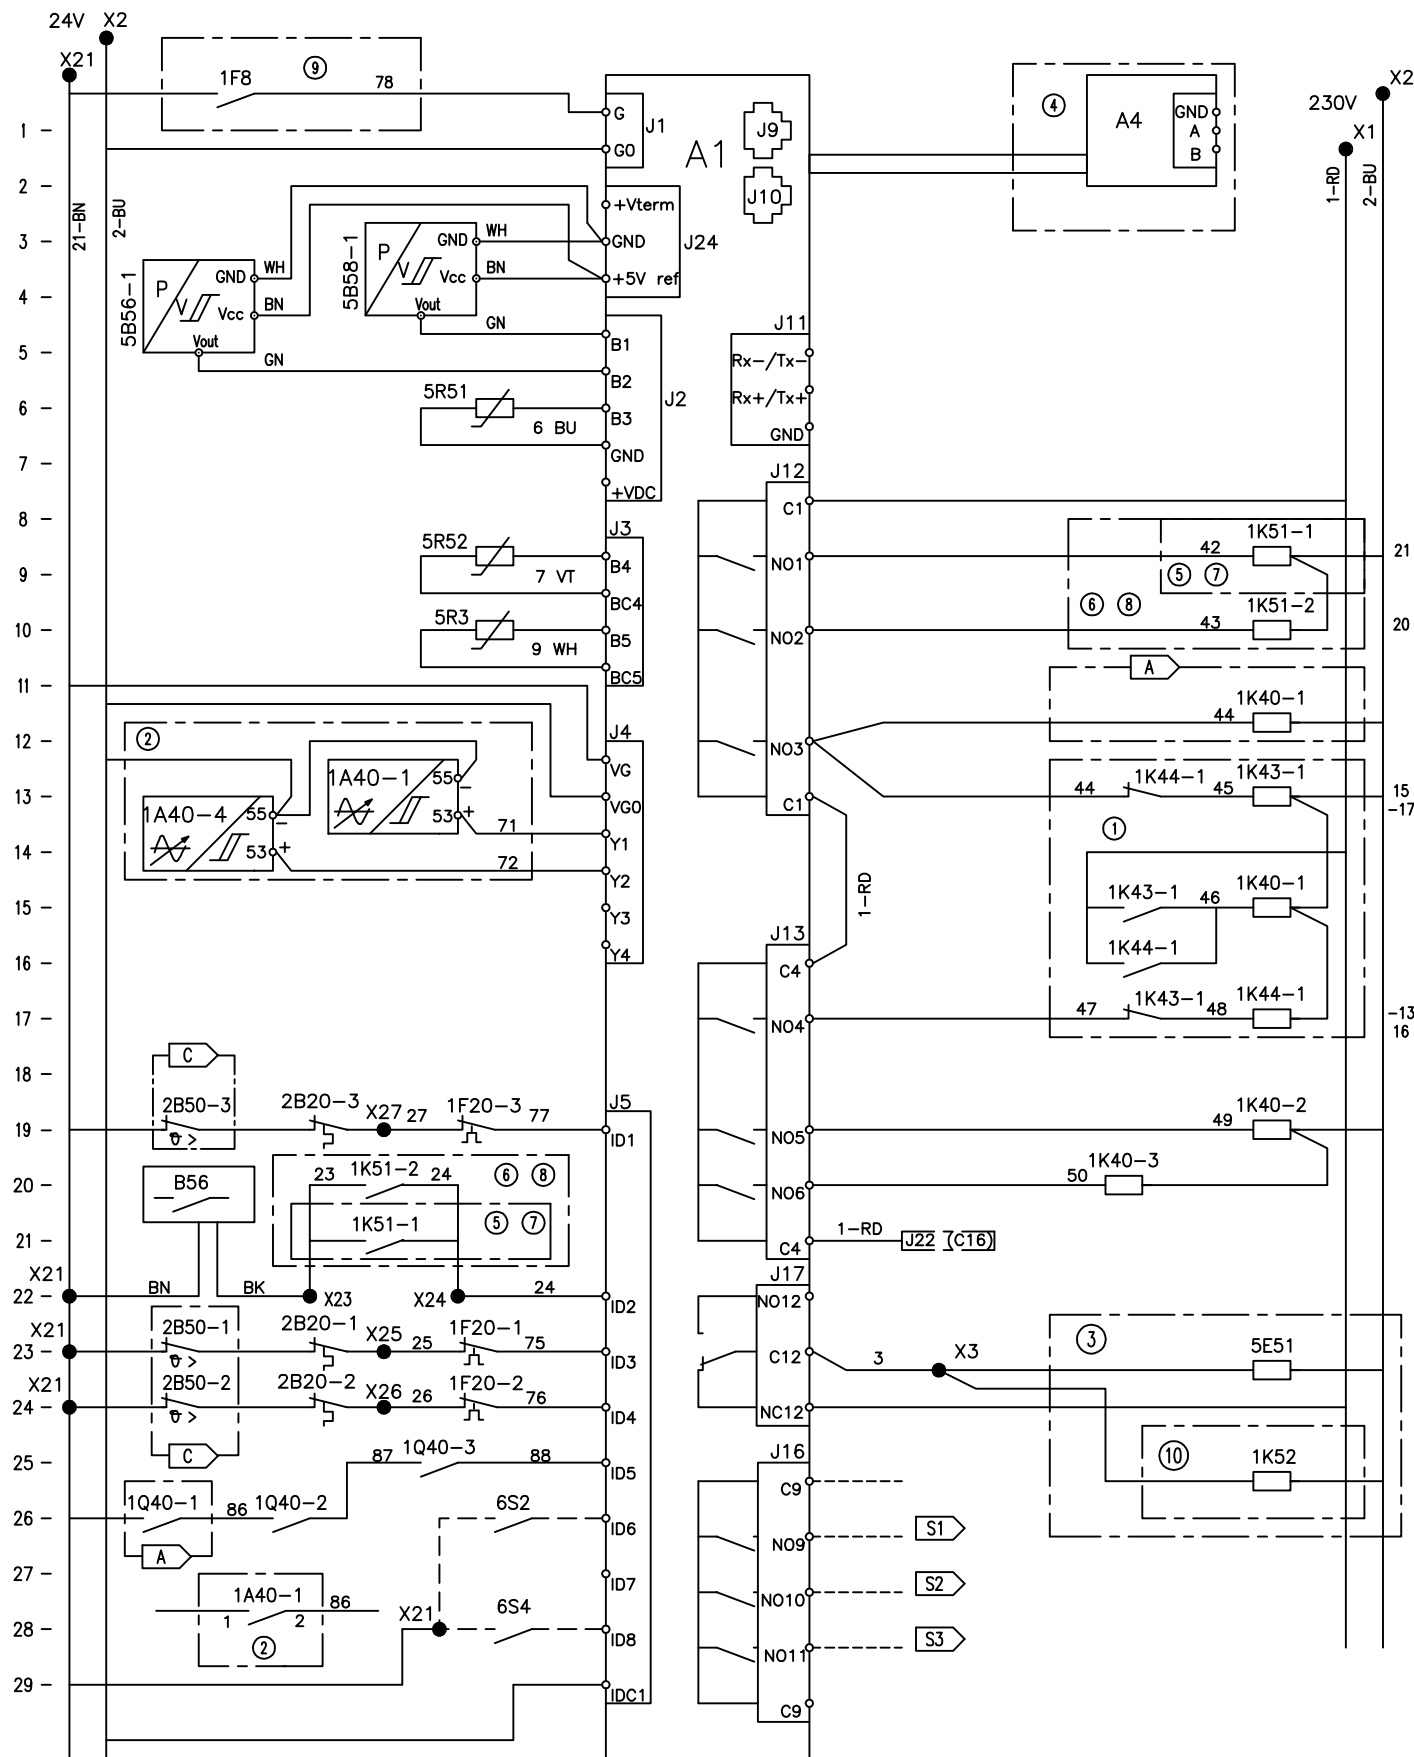 24V X2
X21
1F8 9 78
G J1
G0
1 –
A1
J9
J10
4 A4
GND
A
B
230V
X2
X1
1-RD
2-BU
2 –
21-BN
2-BU
+Vterm
GND J24
+5V ref
3 –
5B56-1
P
V
GND WH
Vcc BN
Vout GN
5B58-1
P
V
GND WH
Vcc BN
Vout GN
4 –
5 –
B1
B2
J2
B3
GND
+VDC
J11
Rx-/Tx-
Rx+/Tx+
GND
6 –
5R51
6 BU
7 –
J12
C1
NO1
NO2
NO3
C1
8 –
5R52
7 VT
J3
B4
BC4
B5
BC5
9 –
42 1K51-1 21
5 7
6 8
43 1K51-2 20
10 –
5R3
9 WH
11 –
A
44 1K40-1
12 –
2
1A40-1 55 –
53 +
71
1A40-4 55 –
53 +
72
J4
VG
VG0
Y1
Y2
Y3
Y4
13 –
44 1K44-1 45 1K43-1 15
-17
1
14 –
15 –
1K43-1 46 1K40-1
1-RD
16 –
1K44-1
J13
C4
NO4
NO5
NO6
C4
17 –
47 1K43-1 48 1K44-1 -13
16
18 –
C
19 –
2B50-3
ϑ >
2B20-3 X27 27 1F20-3 77
J5
ID1
49 1K40-2
20 –
B56
23 1K51-2 24 6 8
50 1K40-3
21 –
1K51-1 5 7
1-RD J22 (C16)
22 –
X21
BN BK X23 X24 24
ID2
J17
NO12
C12
NC12
23 –
X21
2B50-1
ϑ >
2B20-1 X25 25 1F20-1 75
ID3
3 X3
3
5E51
24 –
X21
2B50-2
ϑ >
2B20-2 X26 26 1F20-2 76
ID4
C
25 –
87 1Q40-3 88
ID5
J16
C9
NO9
NO10
NO11
C9
10 1K52
26 –
1Q40-1 86 1Q40-2
A
6S2
ID6
S1
27 –
ID7
S2
28 –
1A40-1
1 2 86
2
X21 6S4
ID8
S3
29 –
IDC1